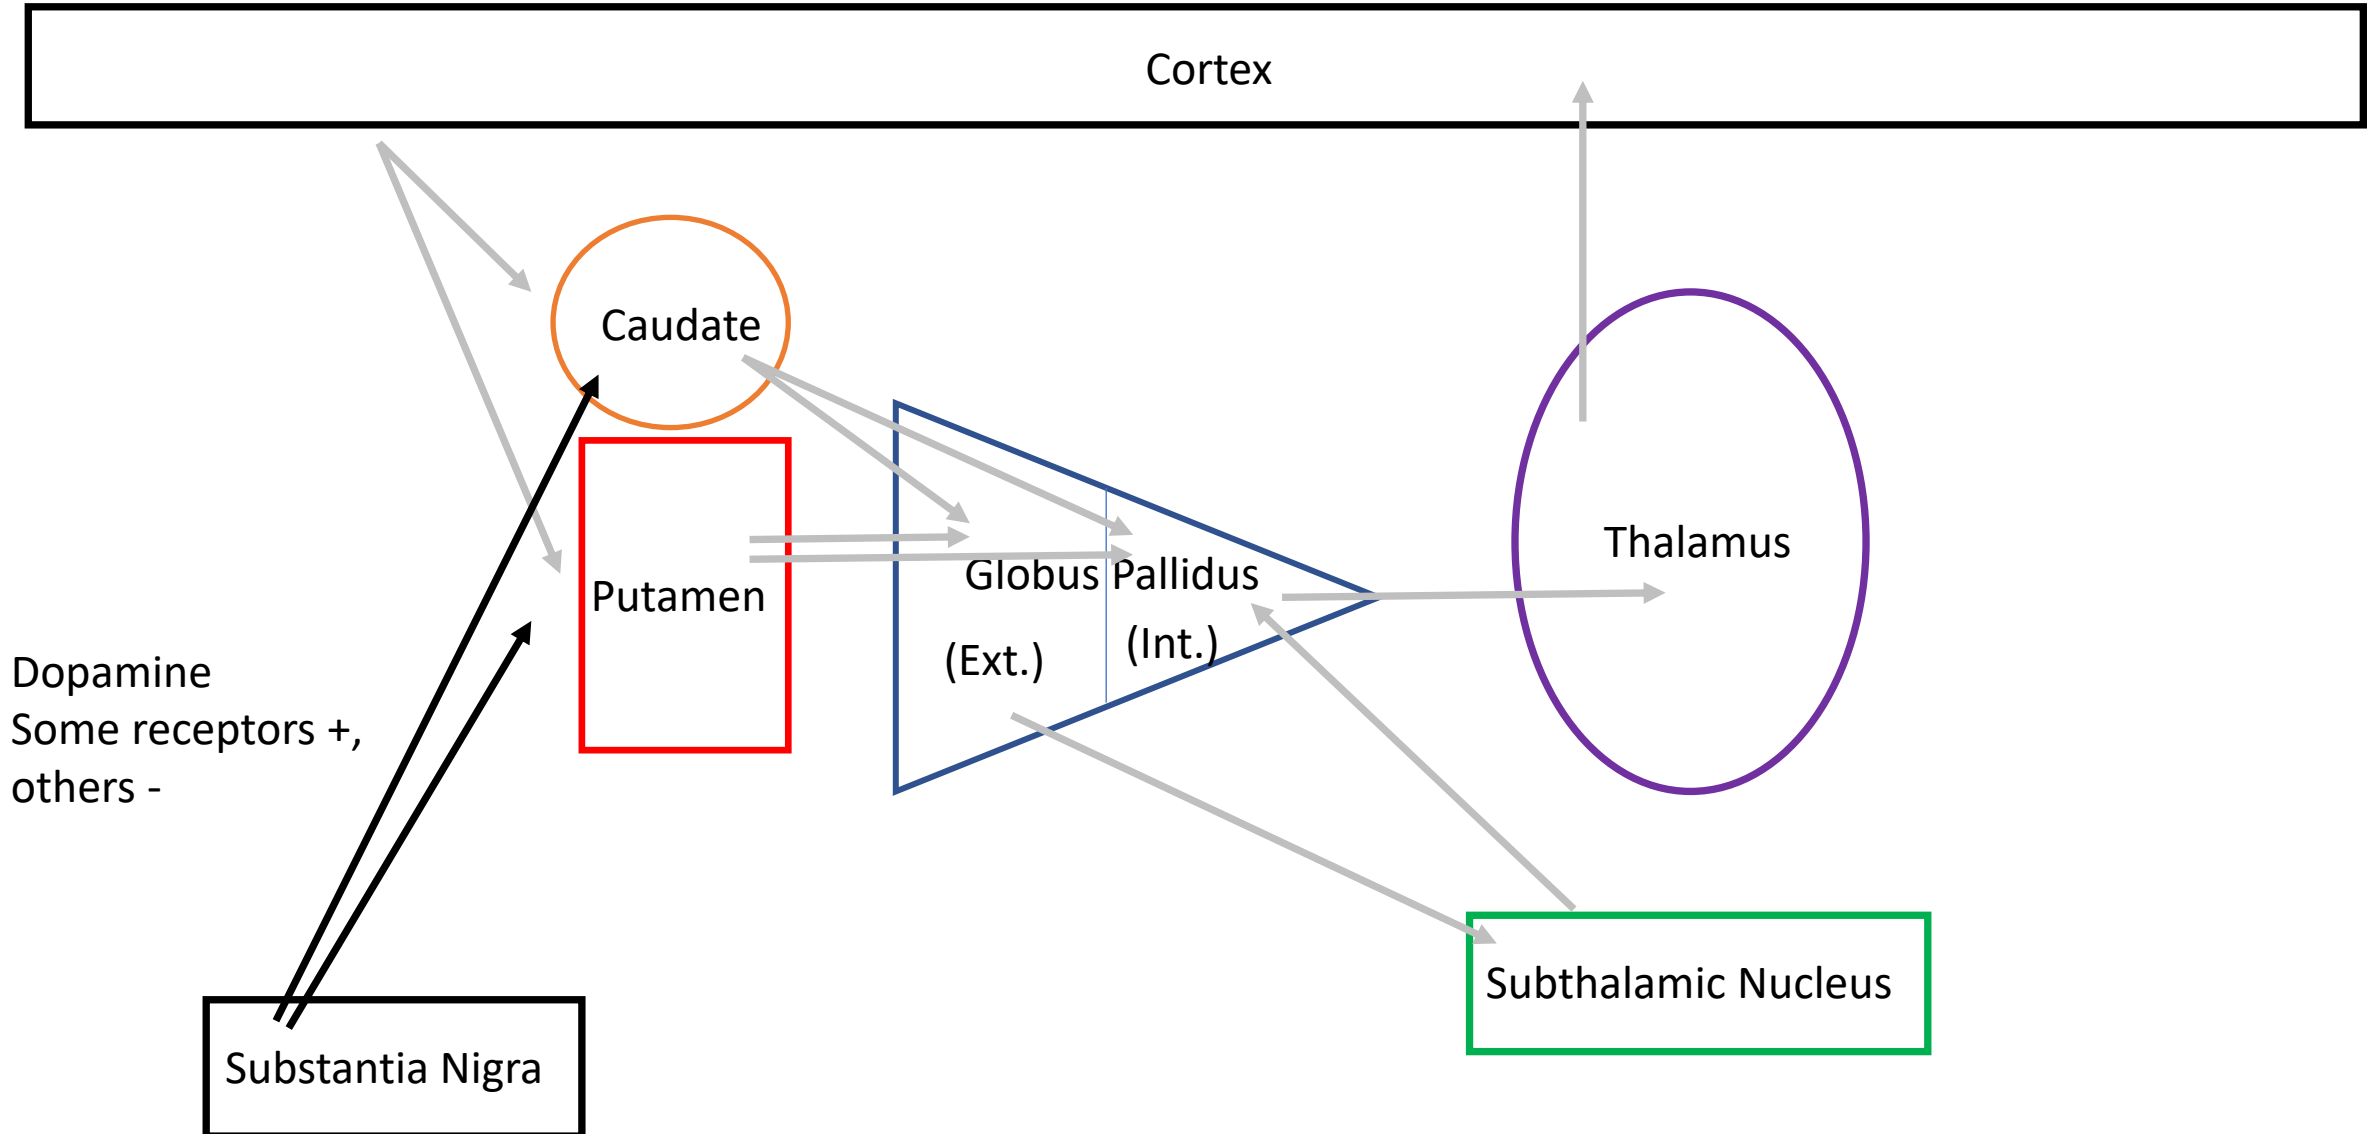 Cortex
Caudate
Thalamus
Globus Pallidus
Putamen
(Ext.)
(Int.)
Dopamine
Some receptors +,
others -
Subthalamic Nucleus
Substantia Nigra